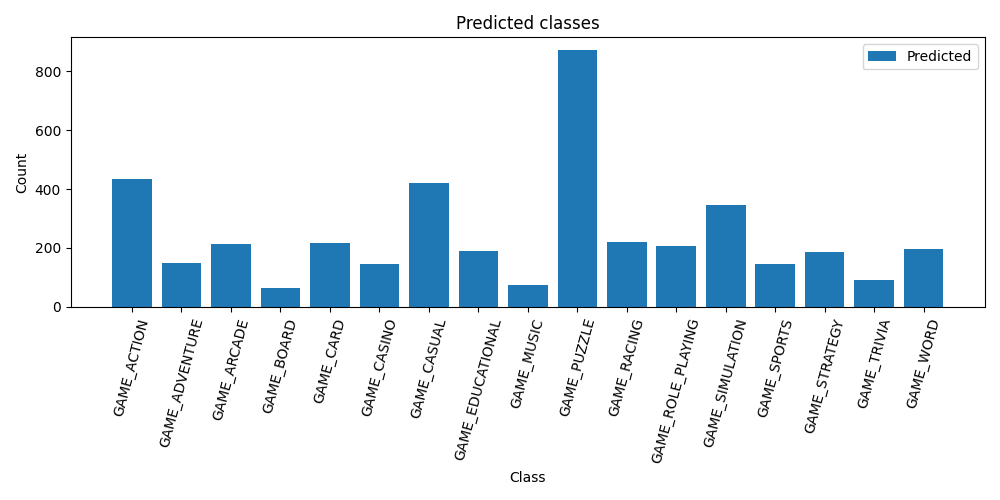 Predicted classes
Predicted
Count
800
600
400
200
0
GAME_ACTION
GAME_ADVENTURE
GAME_ARCADE
GAME_BOARD
GAME_CARD
GAME_CASINO
GAME_CASUAL
GAME_EDUCATIONAL
GAME_MUSIC
GAME_PUZZLE
GAME_RACING
GAME_ROLE_PLAYING
GAME_SIMULATION
GAME_SPORTS
GAME_STRATEGY
GAME_TRIVIA
GAME_WORD
Class